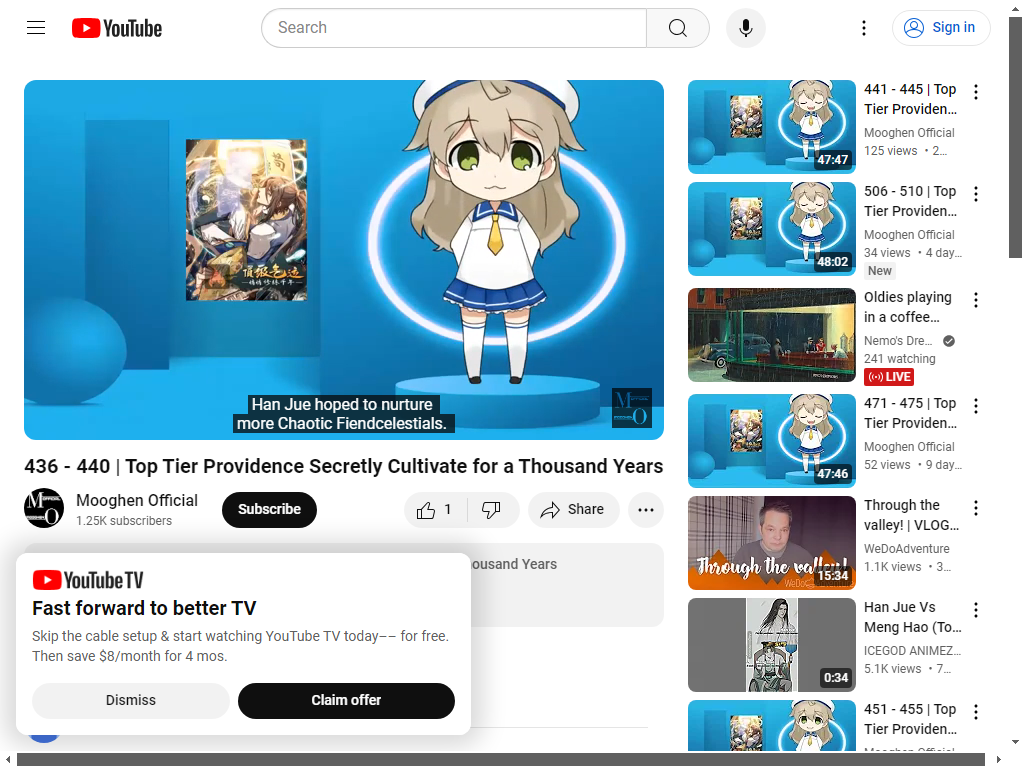 YouTube
Search
Sign in
Han Jue hoped to nurture
more Chaotic Fiendcelestials.
436 - 440 | Top Tier Providence Secretly Cultivate for a Thousand Years
Mooghen Official
1.25K subscribers
Subscribe
1
Share
ousand Years
YouTube TV
Fast forward to better TV
Skip the cable setup & start watching YouTube TV today–– for free.
Then save $8/month for 4 mos.
Dismiss
Claim offer
441 - 445 | Top
Tier Providen...
Mooghen Official
125 views • 2...
47:47
506 - 510 | Top
Tier Providen...
Mooghen Official
34 views • 4 day...
New
48:02
Oldies playing
in a coffee...
Nemo's Dre...
241 watching
LIVE
471 - 475 | Top
Tier Providen...
Mooghen Official
52 views • 9 day...
47:46
Through the
valley! | VLOG...
WeDoAdventure
1.1K views • 3...
Through the valley!
15:34
Han Jue Vs
Meng Hao (To...
ICEGOD ANIMEZ...
5.1K views • 7...
0:34
451 - 455 | Top
Tier Providen...
Mooghen Official